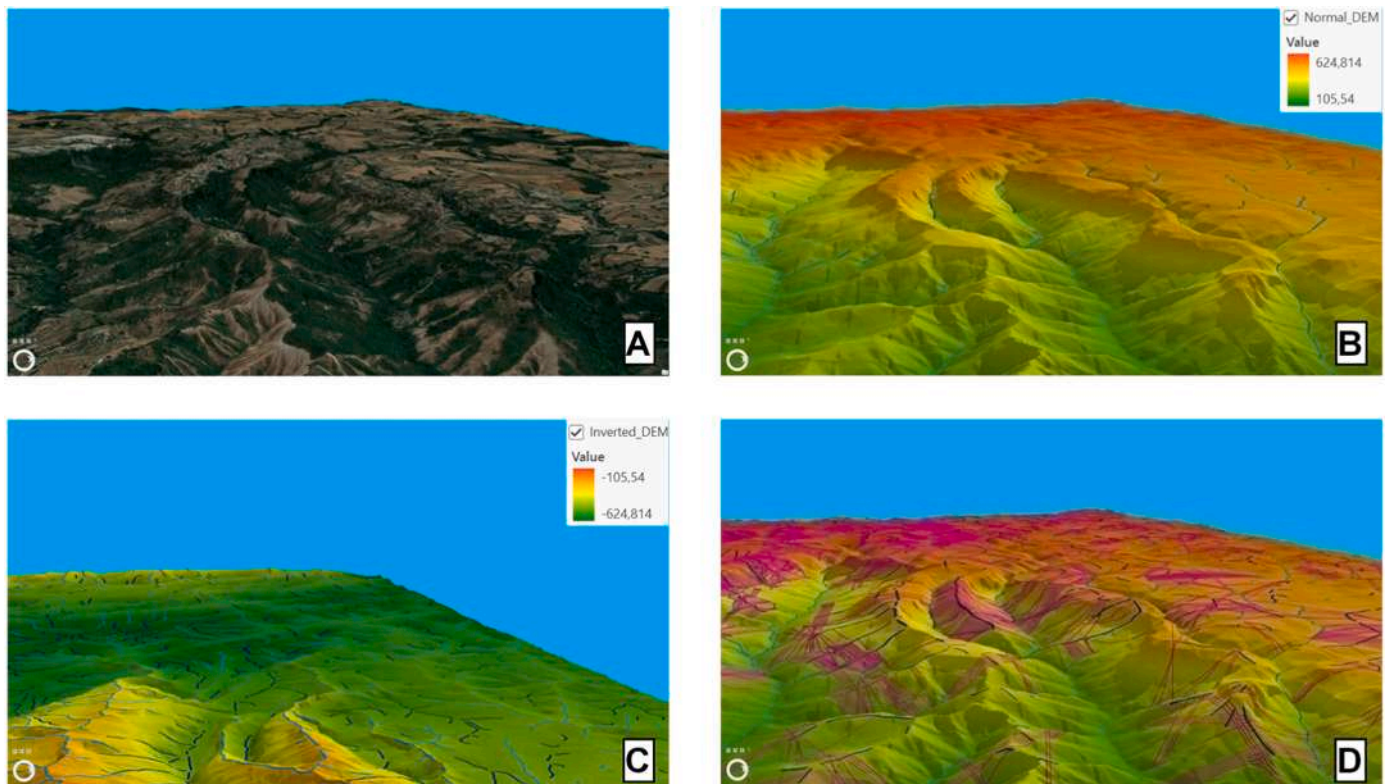 A
Normal_DEM
Value
624,814
105,54
B
Inverted_DEM
Value
-105,54
-624,814
C
D